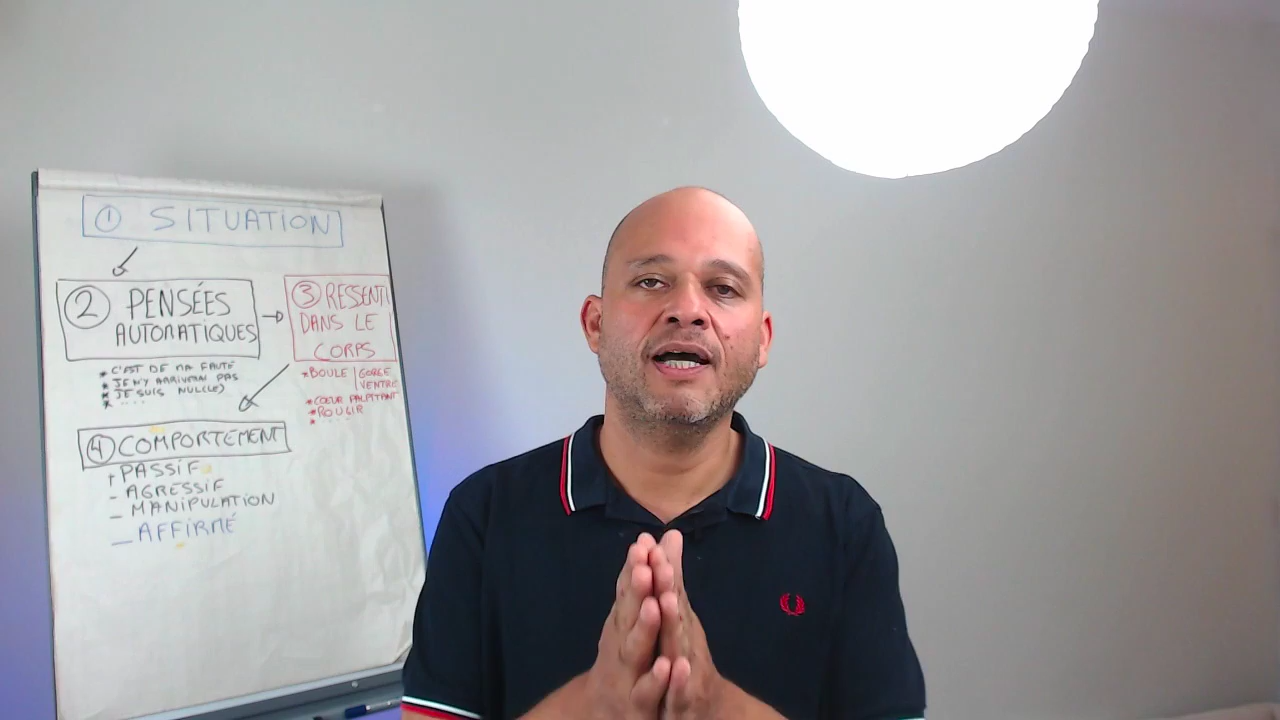 ① SITUATION
② PENSÉES
AUTOMATIQUES
* C'EST DE MA FAUTE
* JE N'Y ARRIVERAI PAS
* JE SUIS NUL(LE)
* ....
③ RESSENTI
DANS LE
CORPS
* BOULE | GORGE
VENTRE
* CŒUR PALPITANT
* ROUGIR
④ COMPORTEMENT
- PASSIF
- AGRESSIF
- MANIPULATION
- AFFIRMÉ